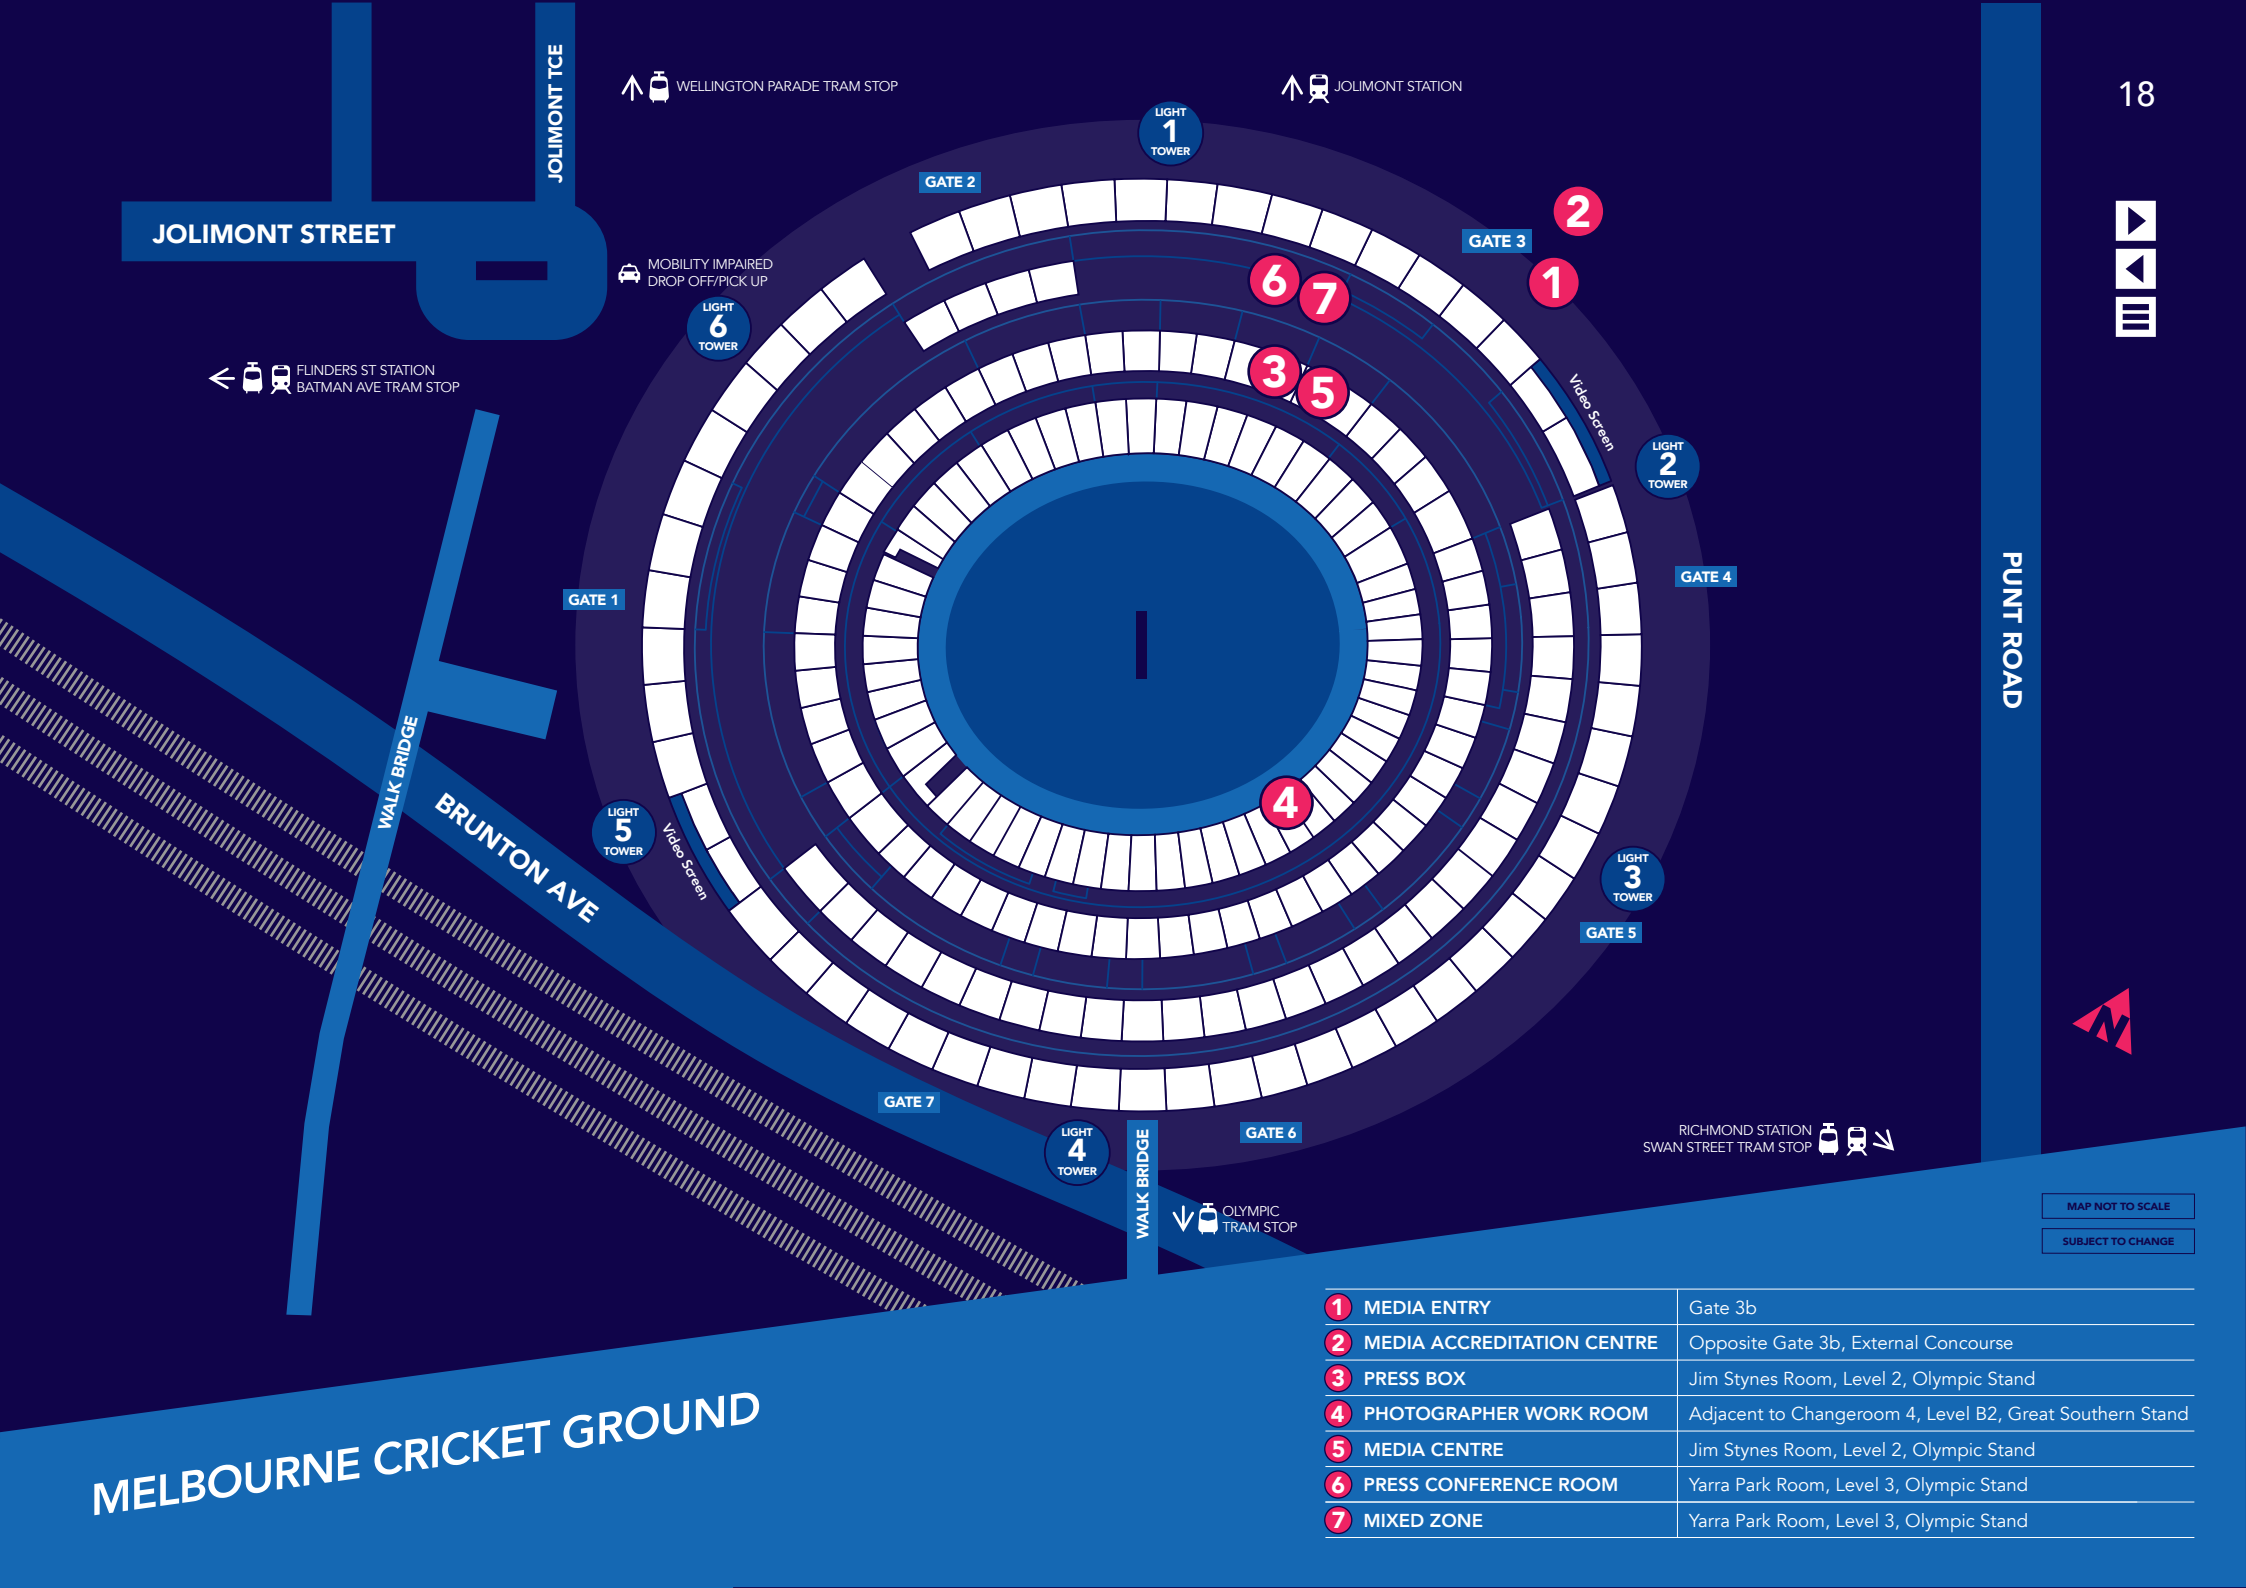 18
JOLIMONT TCE
WELLINGTON PARADE TRAM STOP
JOLIMONT STATION
LIGHT
1
TOWER
GATE 2
JOLIMONT STREET
2
GATE 3
MOBILITY IMPAIRED
DROP OFF/PICK UP
6
7
1
LIGHT
6
TOWER
FLINDERS ST STATION
BATMAN AVE TRAM STOP
3
5
Video Screen
LIGHT
2
TOWER
GATE 1
GATE 4
PUNT ROAD
WALK BRIDGE
BRUNTON AVE
4
LIGHT
5
TOWER
Video Screen
LIGHT
3
TOWER
GATE 5
N
GATE 7
GATE 6
LIGHT
4
TOWER
WALK BRIDGE
RICHMOND STATION
SWAN STREET TRAM STOP
OLYMPIC
TRAM STOP
MAP NOT TO SCALE
SUBJECT TO CHANGE
1 MEDIA ENTRY Gate 3b
2 MEDIA ACCREDITATION CENTRE Opposite Gate 3b, External Concourse
3 PRESS BOX Jim Stynes Room, Level 2, Olympic Stand
4 PHOTOGRAPHER WORK ROOM Adjacent to Changeroom 4, Level B2, Great Southern Stand
5 MEDIA CENTRE Jim Stynes Room, Level 2, Olympic Stand
6 PRESS CONFERENCE ROOM Yarra Park Room, Level 3, Olympic Stand
7 MIXED ZONE Yarra Park Room, Level 3, Olympic Stand
MELBOURNE CRICKET GROUND